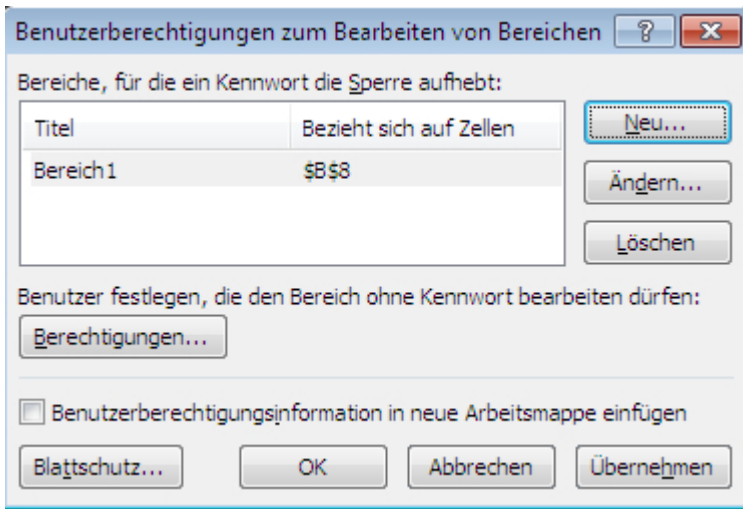 Benutzerberechtigungen zum Bearbeiten von Bereichen
Bereiche, für die ein Kennwort die Sperre aufhebt:
Titel Bezieht sich auf Zellen
Bereich1 $B$8
Neu...
Ändern...
Löschen
Benutzer festlegen, die den Bereich ohne Kennwort bearbeiten dürfen:
Berechtigungen...
Benutzerberechtigungsinformation in neue Arbeitsmappe einfügen
Blattschutz... OK Abbrechen Übernehmen